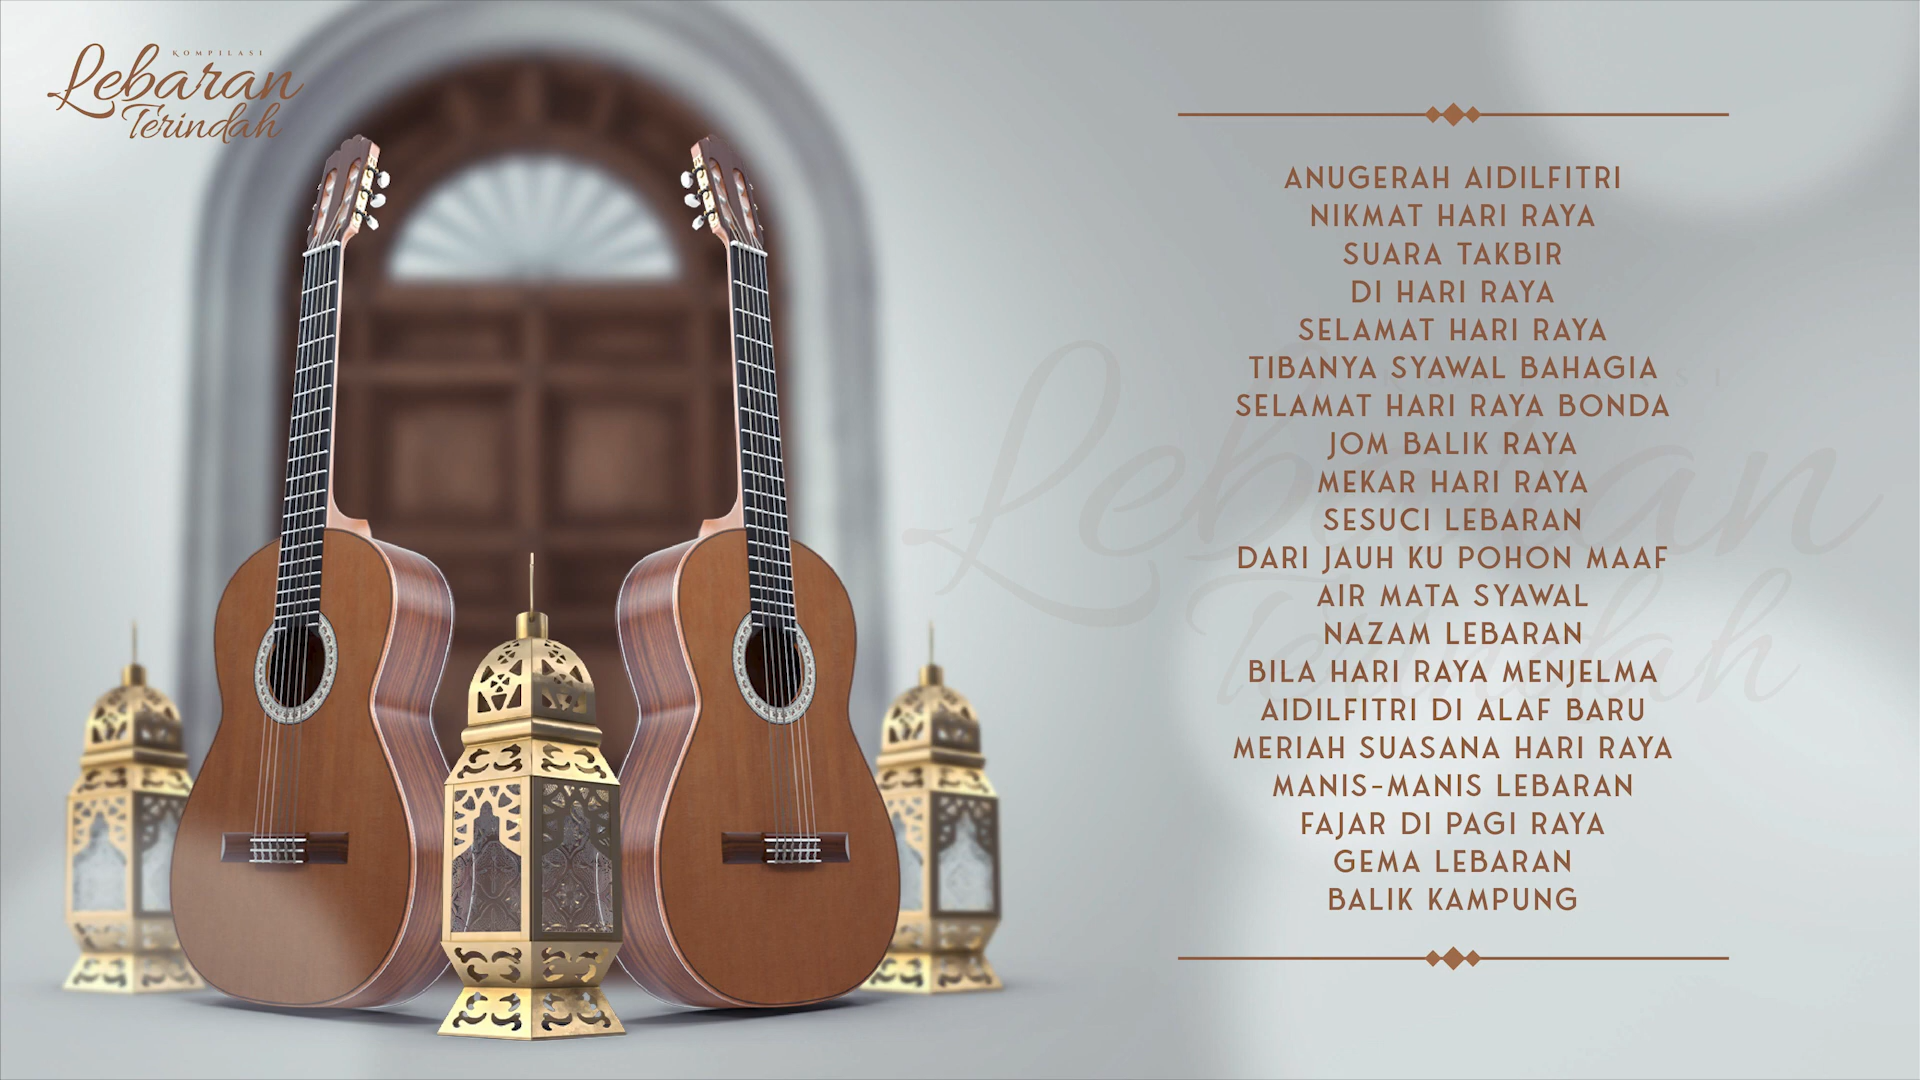 KOMPILASI
Lebaran
Terindah
ANUGERAH AIDILFITRI
NIKMAT HARI RAYA
SUARA TAKBIR
DI HARI RAYA
SELAMAT HARI RAYA
TIBANYA SYAWAL BAHAGIA
SELAMAT HARI RAYA BONDA
JOM BALIK RAYA
MEKAR HARI RAYA
SESUCI LEBARAN
DARI JAUH KU POHON MAAF
AIR MATA SYAWAL
NAZAM LEBARAN
BILA HARI RAYA MENJELMA
AIDILFITRI DI ALAF BARU
MERIAH SUASANA HARI RAYA
MANIS-MANIS LEBARAN
FAJAR DI PAGI RAYA
GEMA LEBARAN
BALIK KAMPUNG
Lebaran
Terindah